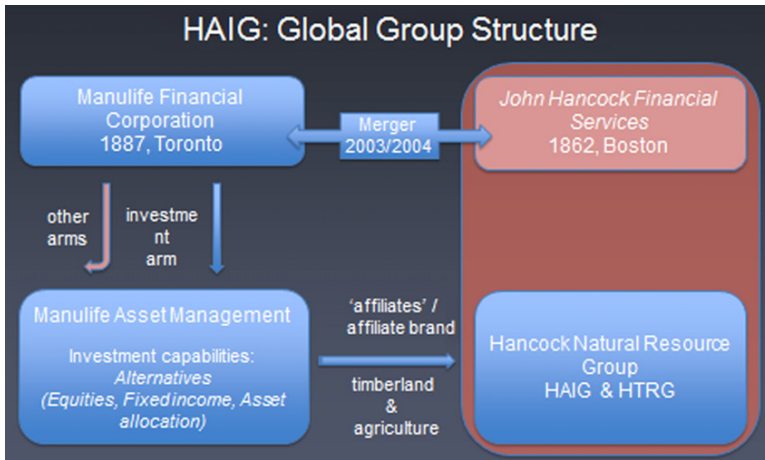 HAIG: Global Group Structure
Manulife Financial
Corporation
1887, Toronto
Merger
2003/2004
John Hancock Financial
Services
1862, Boston
other
arms
investme
nt
arm
Manulife Asset Management
Investment capabilities:
Alternatives
(Equities, Fixed income, Asset
allocation)
‘affiliates’ /
affiliate brand
timberland
&
agriculture
Hancock Natural Resource
Group
HAIG & HTRG